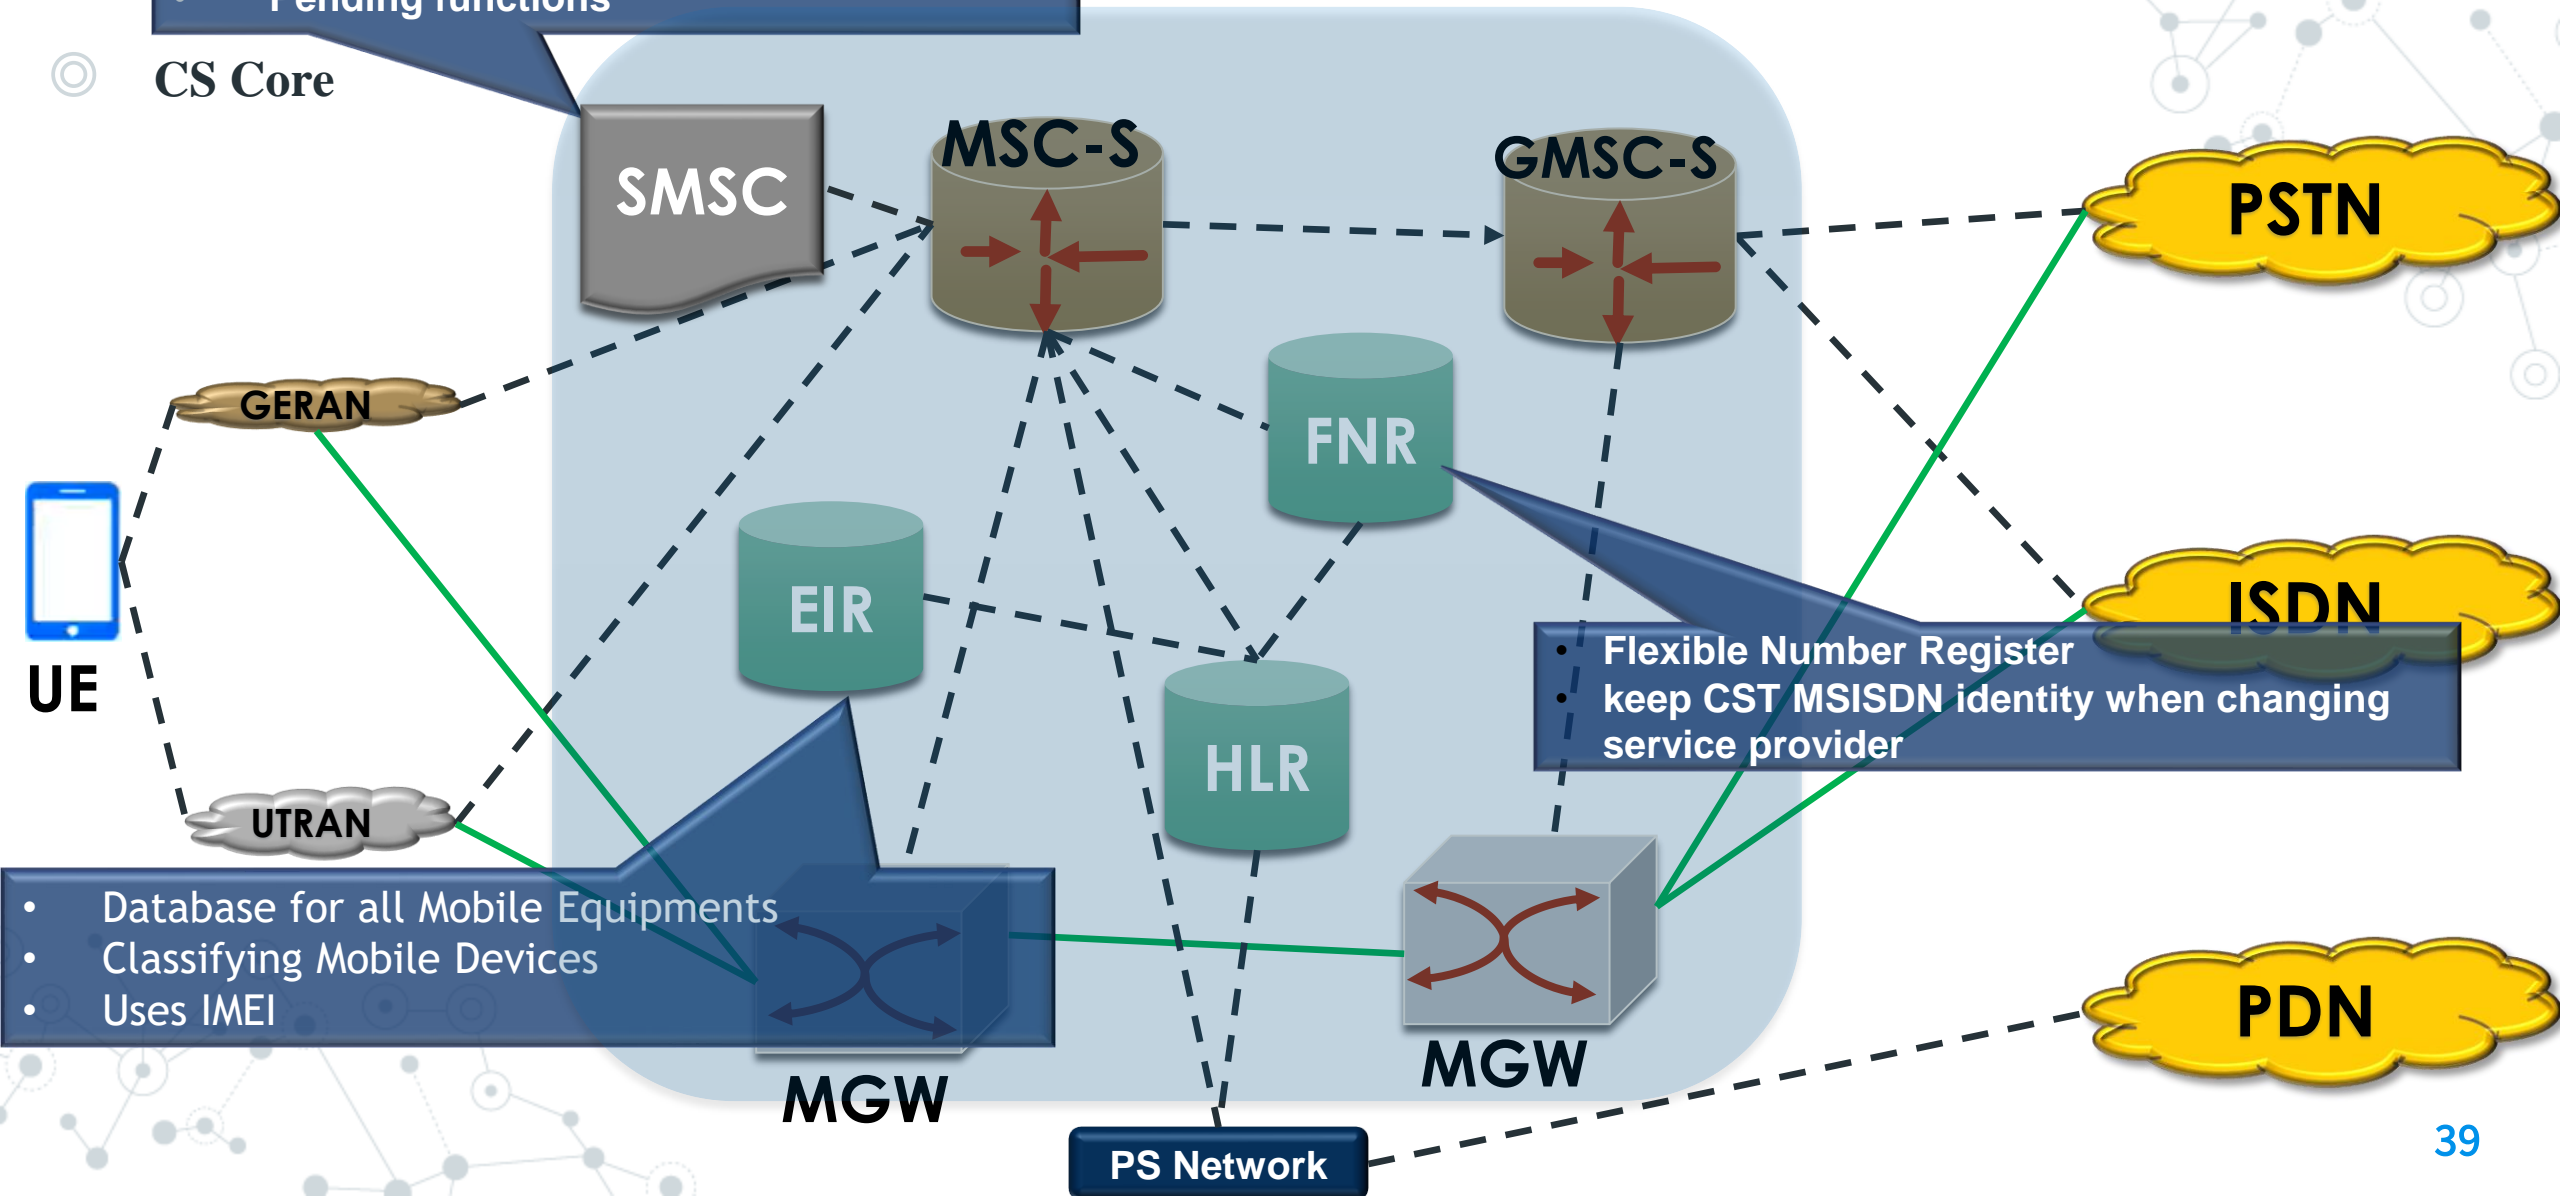 Pending functions
CS Core
SMSC
MSC-S
GMSC-S
PSTN
GERAN
FNR
UE
EIR
ISDN
• Flexible Number Register
• keep CST MSISDN identity when changing
service provider
HLR
UTRAN
• Database for all Mobile Equipments
• Classifying Mobile Devices
• Uses IMEI
PDN
MGW
MGW
PS Network
39